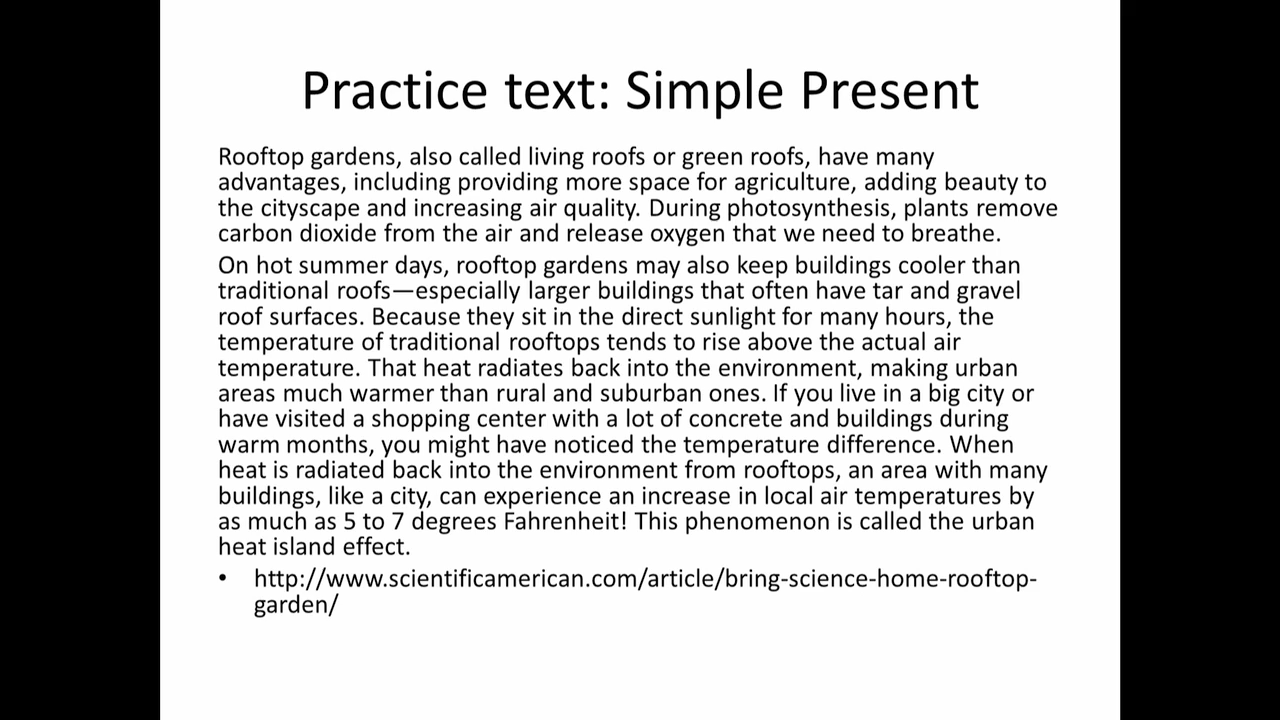 Practice text: Simple Present
Rooftop gardens, also called living roofs or green roofs, have many
advantages, including providing more space for agriculture, adding beauty to
the cityscape and increasing air quality. During photosynthesis, plants remove
carbon dioxide from the air and release oxygen that we need to breathe.
On hot summer days, rooftop gardens may also keep buildings cooler than
traditional roofs—especially larger buildings that often have tar and gravel
roof surfaces. Because they sit in the direct sunlight for many hours, the
temperature of traditional rooftops tends to rise above the actual air
temperature. That heat radiates back into the environment, making urban
areas much warmer than rural and suburban ones. If you live in a big city or
have visited a shopping center with a lot of concrete and buildings during
warm months, you might have noticed the temperature difference. When
heat is radiated back into the environment from rooftops, an area with many
buildings, like a city, can experience an increase in local air temperatures by
as much as 5 to 7 degrees Fahrenheit! This phenomenon is called the urban
heat island effect.
• http://www.scientificamerican.com/article/bring-science-home-rooftop-
garden/